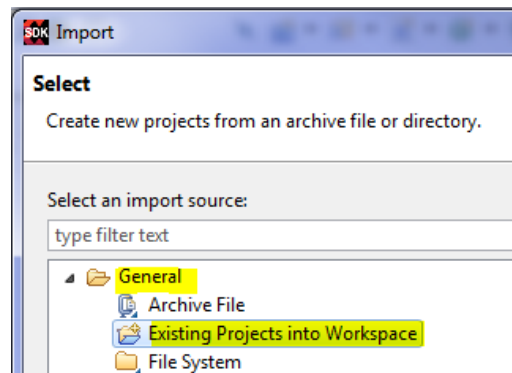 SDK Import
Select
Create new projects from an archive file or directory.
Select an import source:
type filter text
General
Archive File
Existing Projects into Workspace
File System